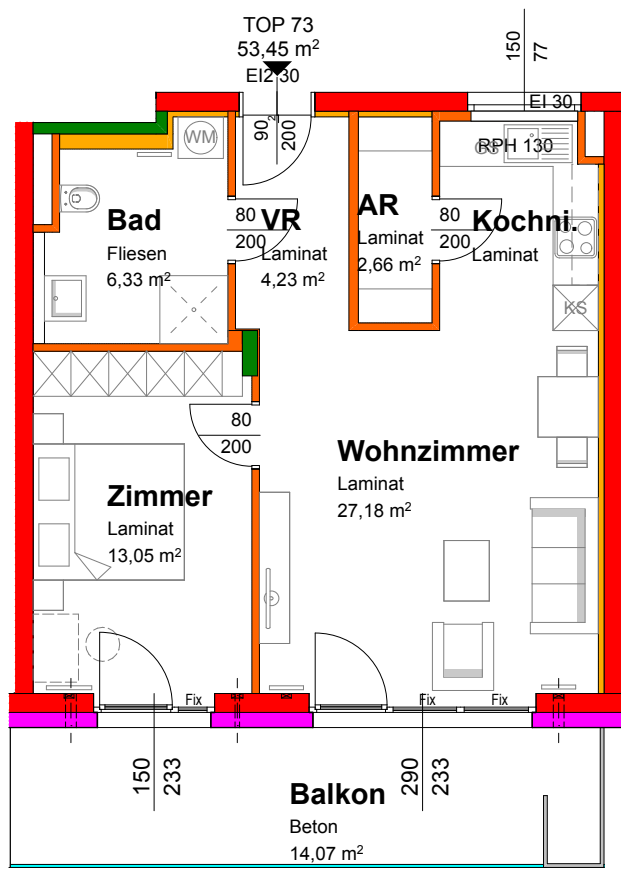 TOP 73
53,45 m²
EI2 30
150
77
EI 30
90
2
200
WM
GS
RPH 130
Bad
Fliesen
6,33 m²
80
200
VR
Laminat
4,23 m²
AR
Laminat
2,66 m²
80
200
Kochni.
Laminat
KS
80
200
Wohnzimmer
Laminat
27,18 m²
Zimmer
Laminat
13,05 m²
Fix
Fix
Fix
150
233
290
233
Balkon
Beton
14,07 m²